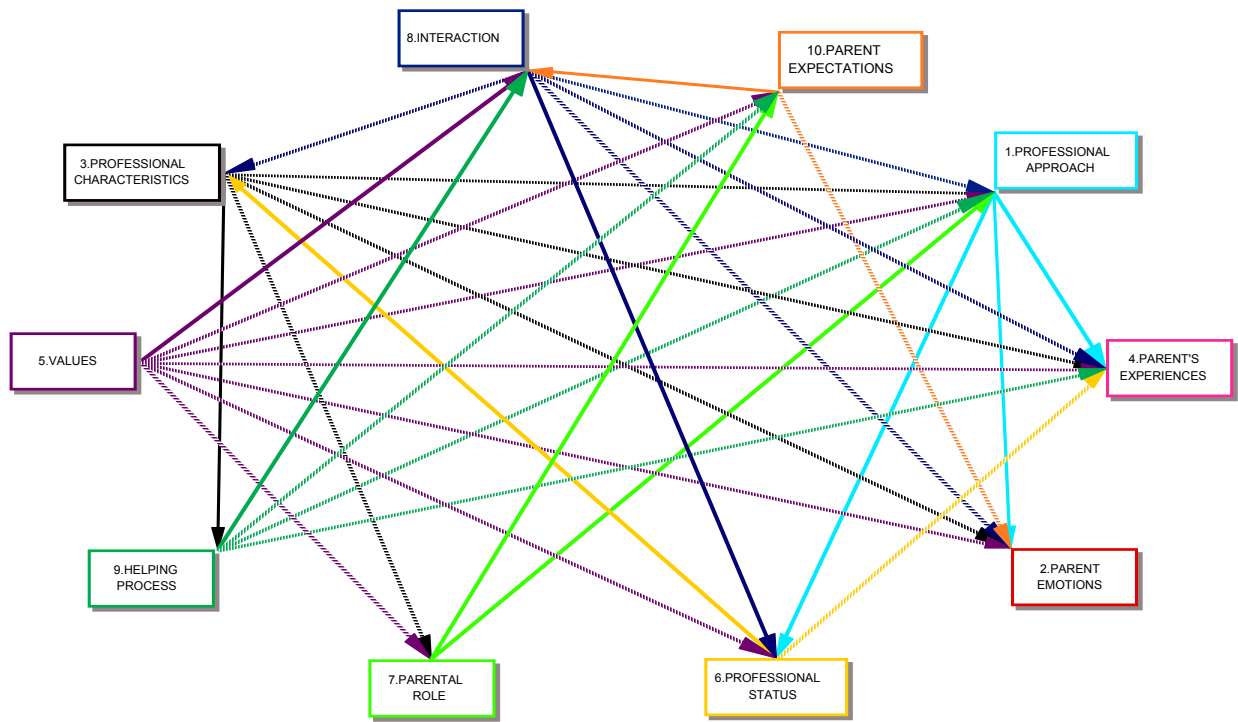 8.INTERACTION
10.PARENT
EXPECTATIONS
1.PROFESSIONAL
APPROACH
3.PROFESSIONAL
CHARACTERISTICS
5.VALUES
4.PARENT'S
EXPERIENCES
9.HELPING
PROCESS
2.PARENT
EMOTIONS
7.PARENTAL
ROLE
6.PROFESSIONAL
STATUS